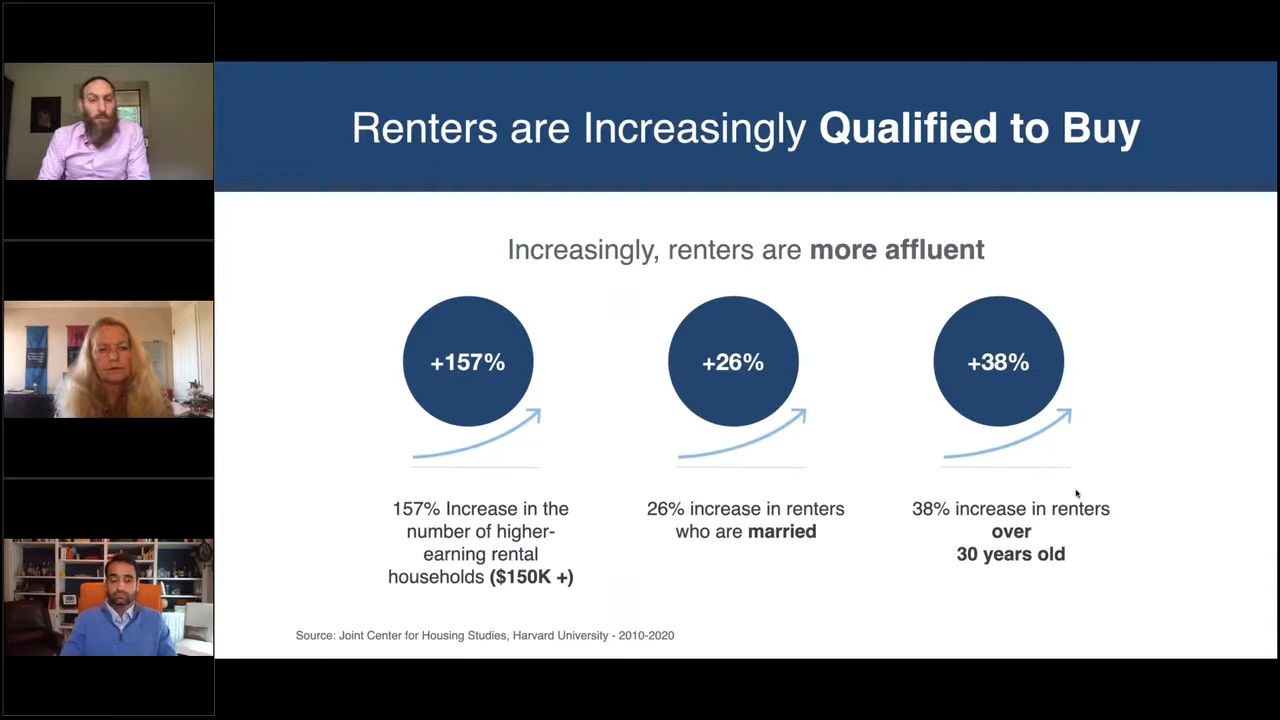 Renters are Increasingly Qualified to Buy
Increasingly, renters are more affluent
+157%
+26%
+38%
157% Increase in the
number of higher-
earning rental
households ($150K +)
26% increase in renters
who are married
38% increase in renters
over
30 years old
Source: Joint Center for Housing Studies, Harvard University - 2010-2020